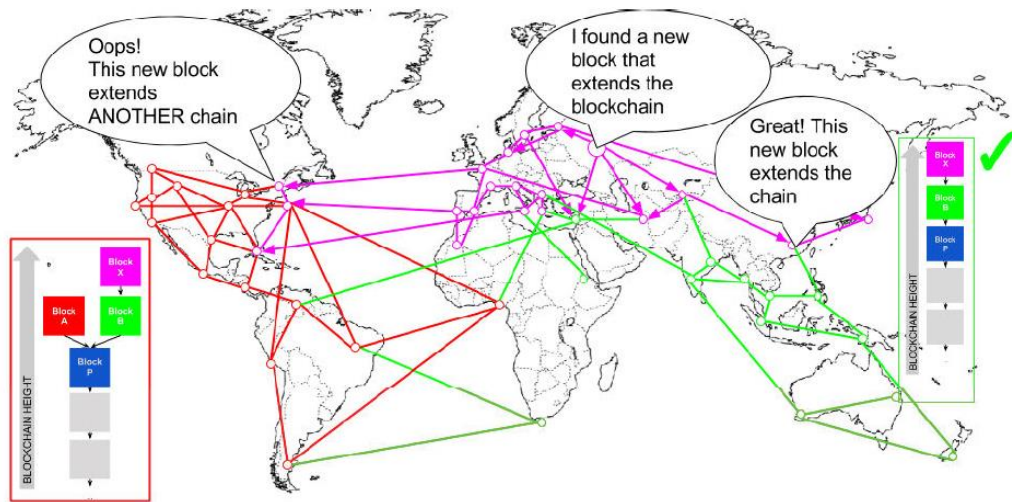 Oops!
This new block
extends
ANOTHER chain
I found a new
block that
extends the
blockchain
Great! This
new block
extends the
chain
BLOCKCHAIN HEIGHT
Block
X
Block
A
Block
B
Block
P
BLOCKCHAIN HEIGHT
Block
X
Block
B
Block
P